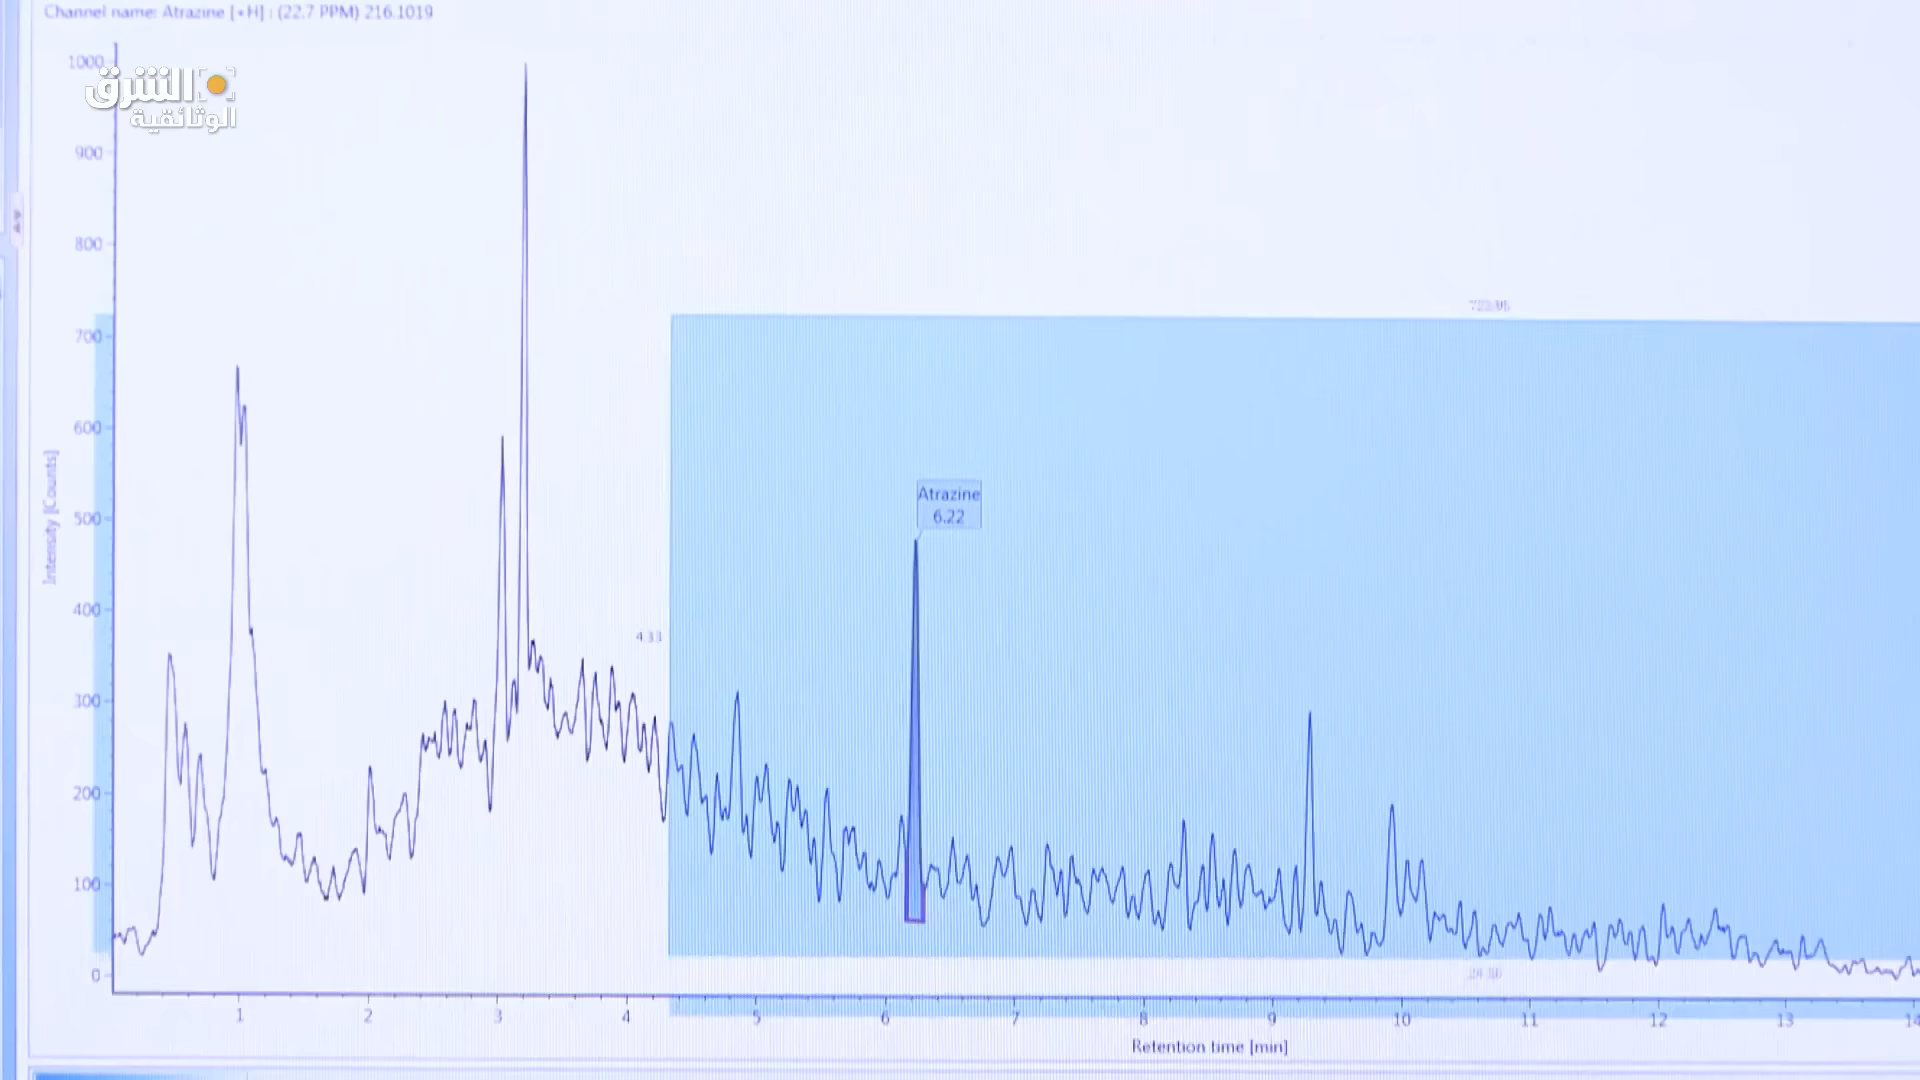 Channel name: Atrazine [+H] : (22.7 PPM) 216.1019
الشرق
الوثائقية
1000
900
800
700
600
500
400
300
200
100
0
Intensity [Counts]
4.33
Atrazine
6.22
1 2 3 4 5 6 7 8 9 10 11 12 13 14
Retention time [min]